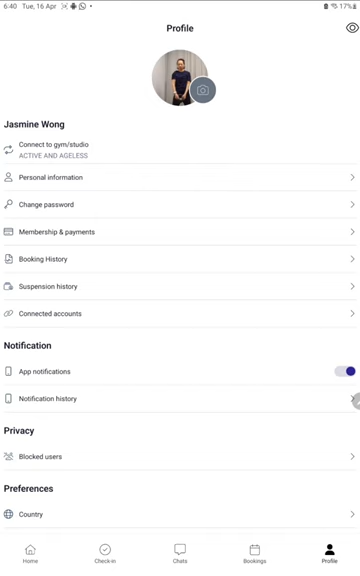 6:40 Tue, 16 Apr
17%
Profile
Jasmine Wong
Connect to gym/studio
ACTIVE AND AGELESS
Personal information
Change password
Membership & payments
Booking History
Suspension history
Connected accounts
Notification
App notifications
Notification history
Privacy
Blocked users
Preferences
Country
Home
Check-in
Chats
Bookings
Profile